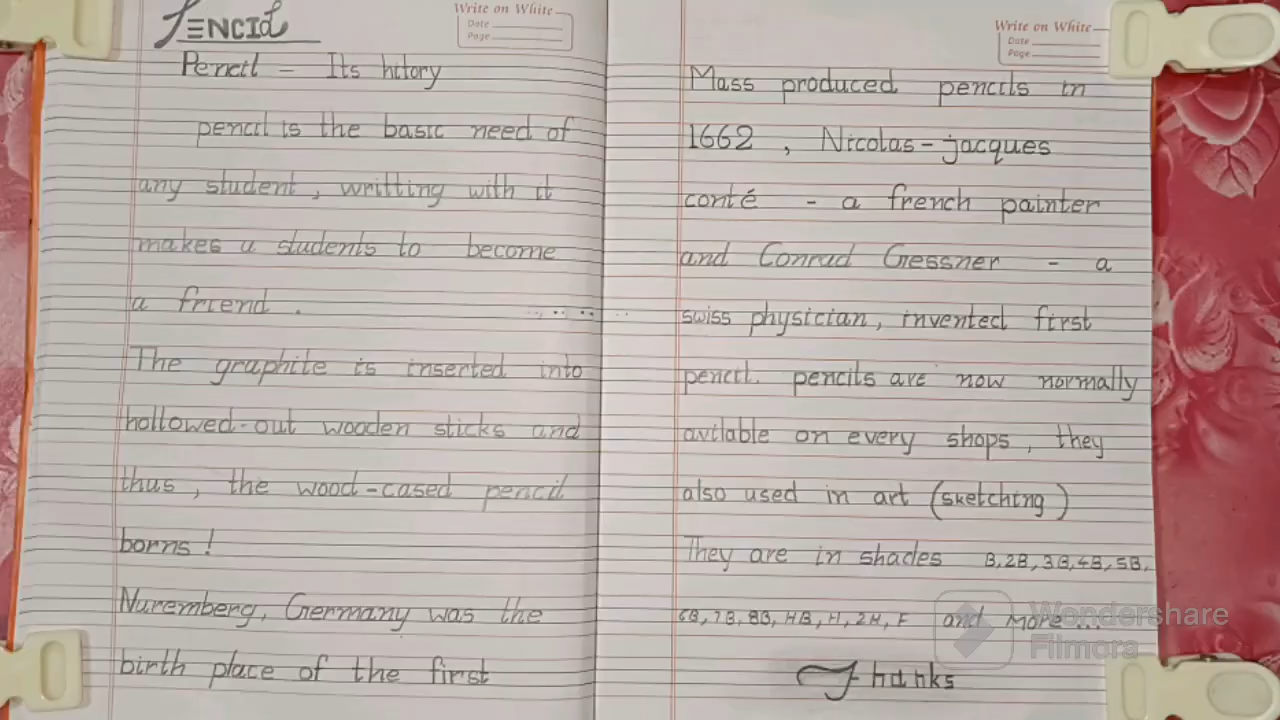 PENCIL
Write on White
Date
Page
Pencil - Its hitory
pencil is the basic need of
any student, writting with it
makes a students to become
a friend.
The graphite is inserted into
hollowed-out wooden sticks and
thus, the wood-cased pencil
borns!
Nuremberg, Germany was the
birth place of the first
Write on White
Date
Page
Mass produced pencils in
1662, Nicolas-jacques
conté - a french painter
and Conrad Gessner - a
swiss physician, invented first
pencil. pencils are now normally
avilable on every shops, they
also used in art (sketching)
They are in shades B,2B,3B,4B,5B,
6B,7B,8B,HB,H,2H,F and more...
Thanks
Wondershare
Filmora